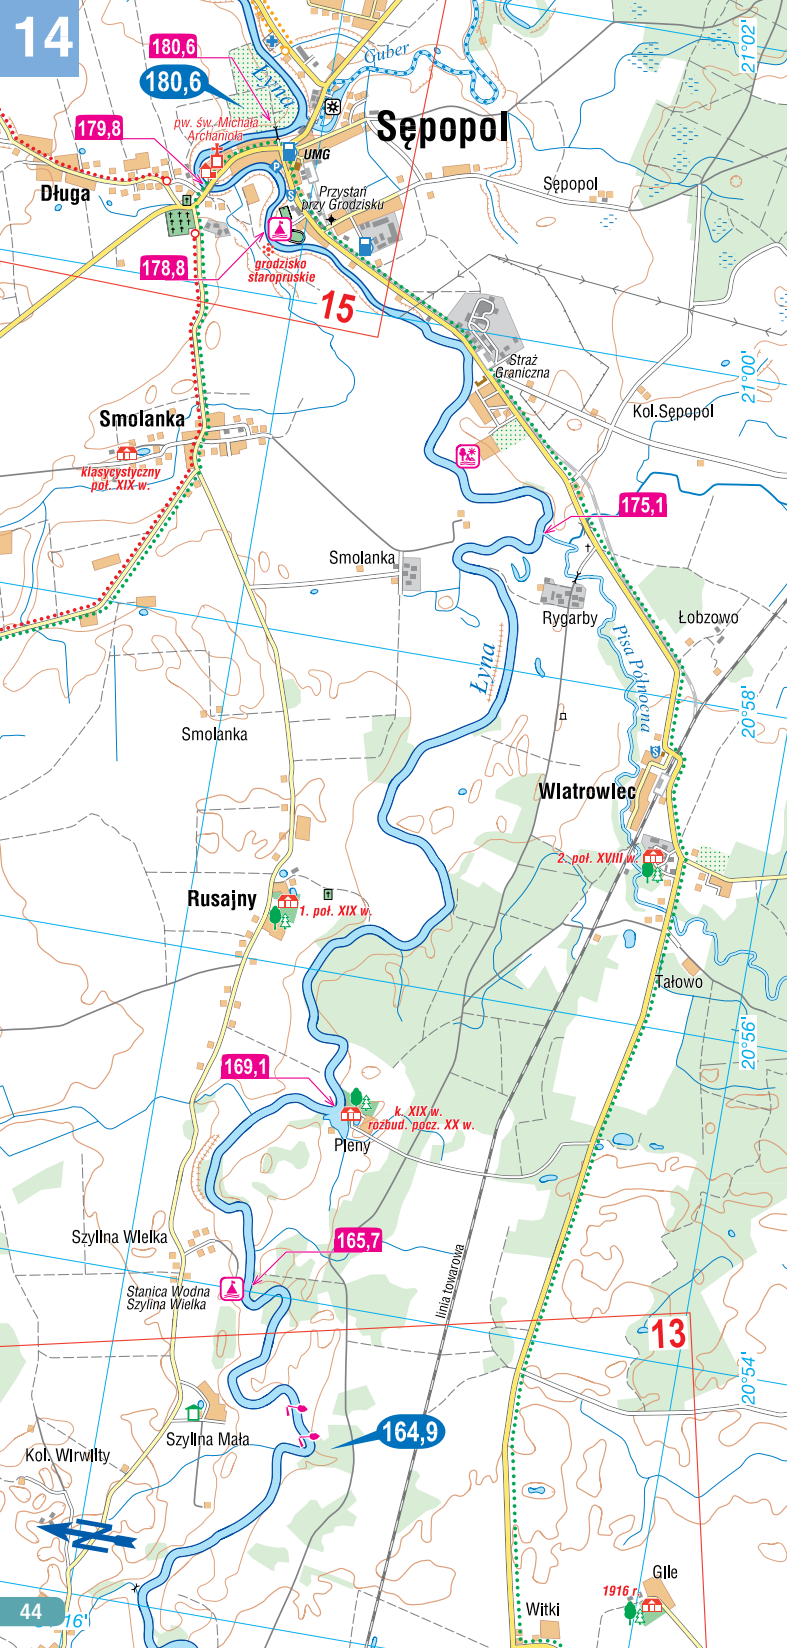 14
180,6
180,6
Guber
21°02'
Łyna
pw. św. Michała
Archanioła
179,8
Sępopol
UMG
Długa
Przystań
przy Grodzisku
Sępopol
178,8
grodzisko
staropruskie
15
Straż
Graniczna
21°00'
Smolanka
Kol.Sępopol
klasycystyczny
poł. XIX w.
175,1
Smolanka
Rygarby
Łobzowo
Pisa Północna
Łyna
20°58'
Smolanka
Wiatrowiec
2. poł. XVIII w.
Rusajny
1. poł. XIX w.
Tałowo
20°56'
169,1
k. XIX w.
rozbud. pocz. XX w.
Pieny
Szylina Wielka
165,7
Stanica Wodna
Szylina Wielka
linia towarowa
13
20°54'
164,9
Szylina Mała
Kol. Wirwilty
N
1916 r.
Gile
Witki
44
16'